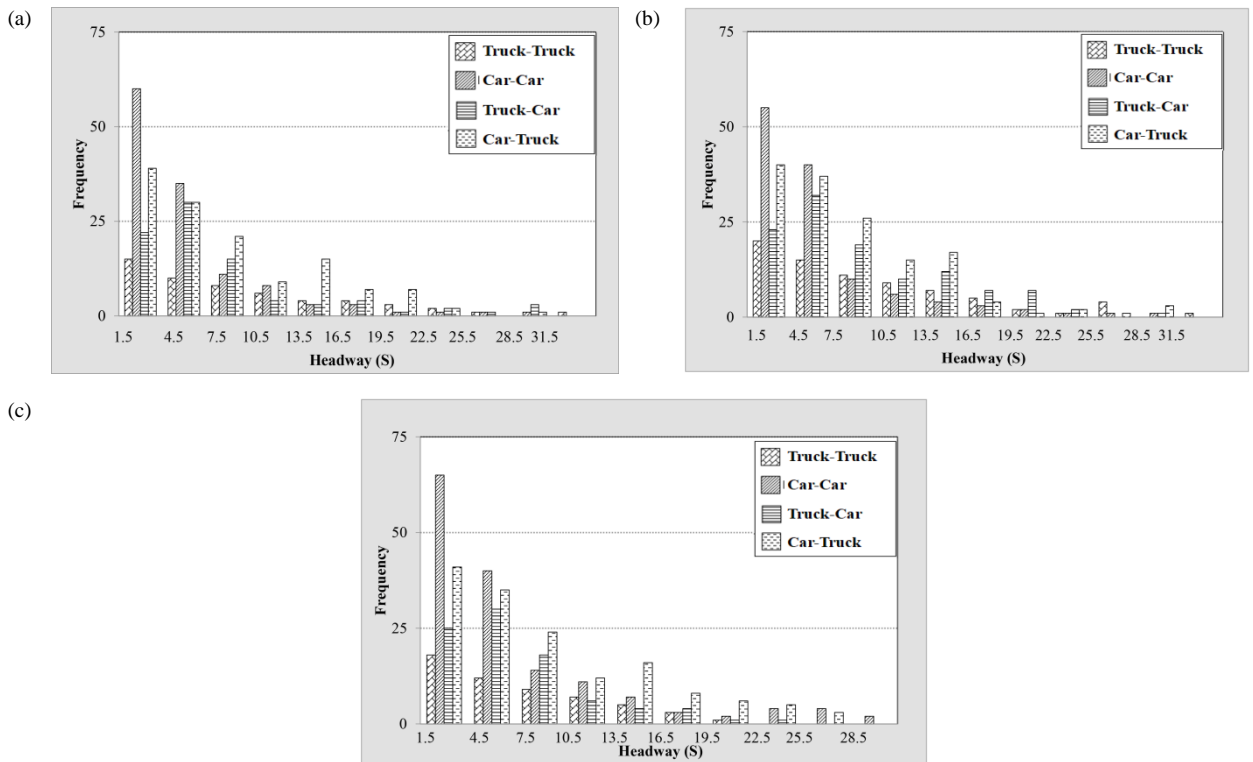 (a)
75
50
25
0
Frequency
Truck-Truck
Car-Car
Truck-Car
Car-Truck
1.5 4.5 7.5 10.5 13.5 16.5 19.5 22.5 25.5 28.5 31.5
Headway (S)
(b)
75
50
25
0
Frequency
Truck-Truck
Car-Car
Truck-Car
Car-Truck
1.5 4.5 7.5 10.5 13.5 16.5 19.5 22.5 25.5 28.5 31.5
Headway (S)
(c)
75
50
25
0
Frequency
Truck-Truck
Car-Car
Truck-Car
Car-Truck
1.5 4.5 7.5 10.5 13.5 16.5 19.5 22.5 25.5 28.5
Headway (S)